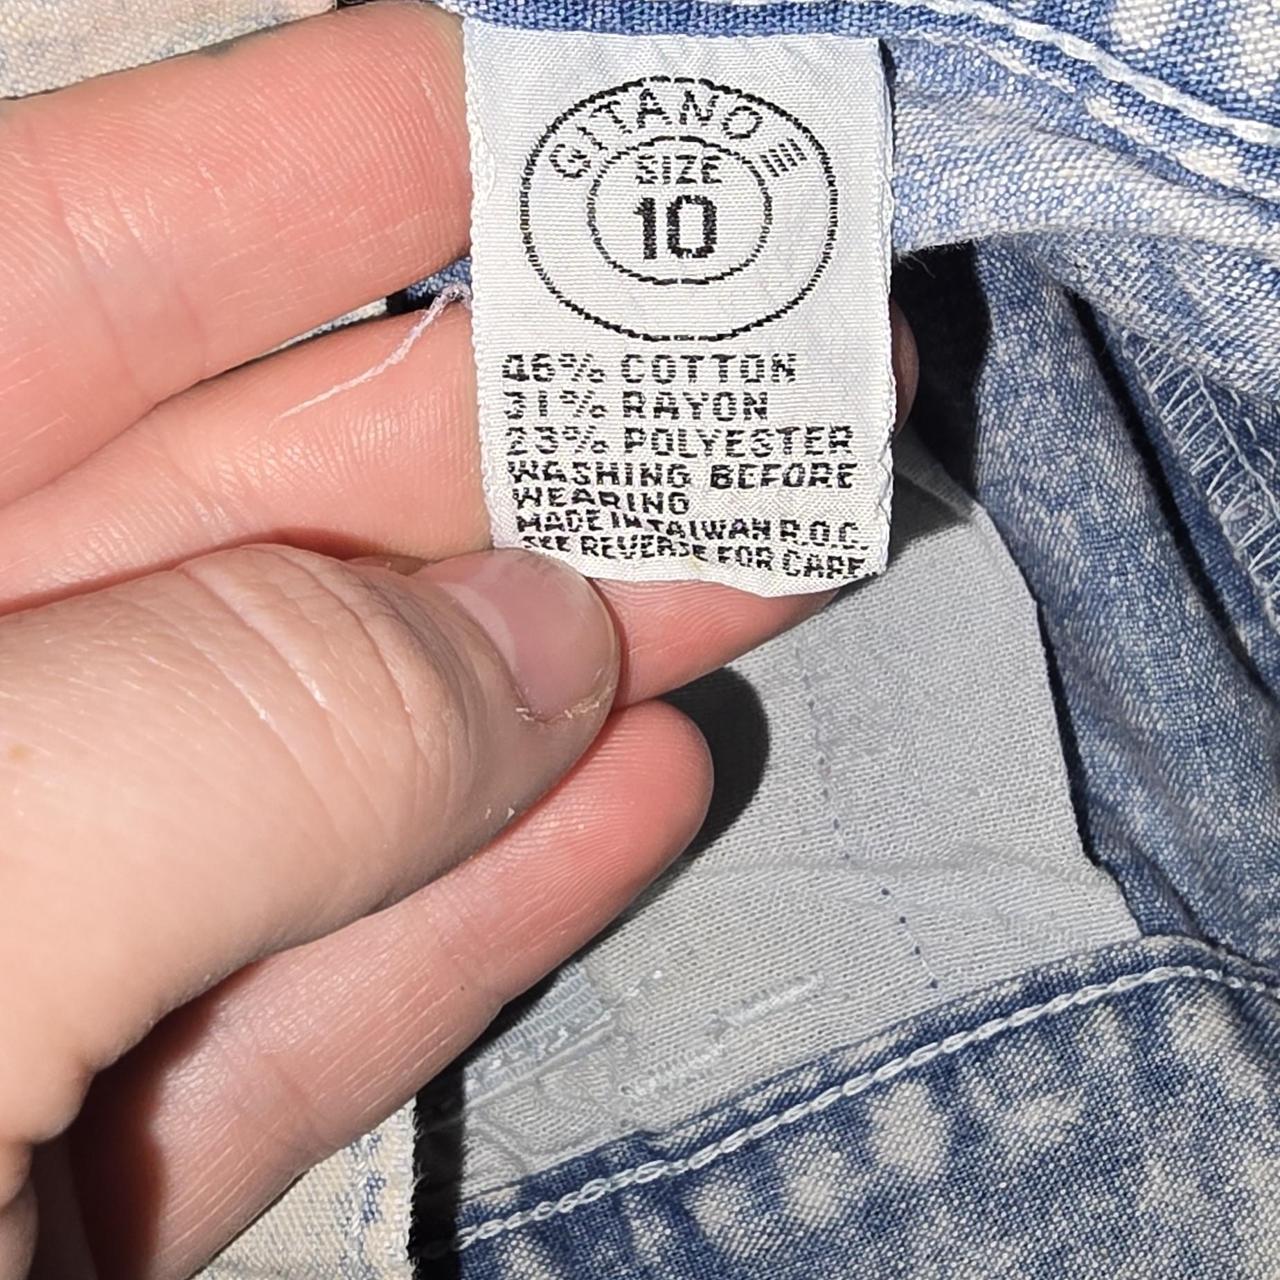 GITANO
SIZE
10
46% COTTON
31% RAYON
23% POLYESTER
WASHING BEFORE
WEARING
MADE IN TAIWAN R.O.C.
SEE REVERSE FOR CARE.